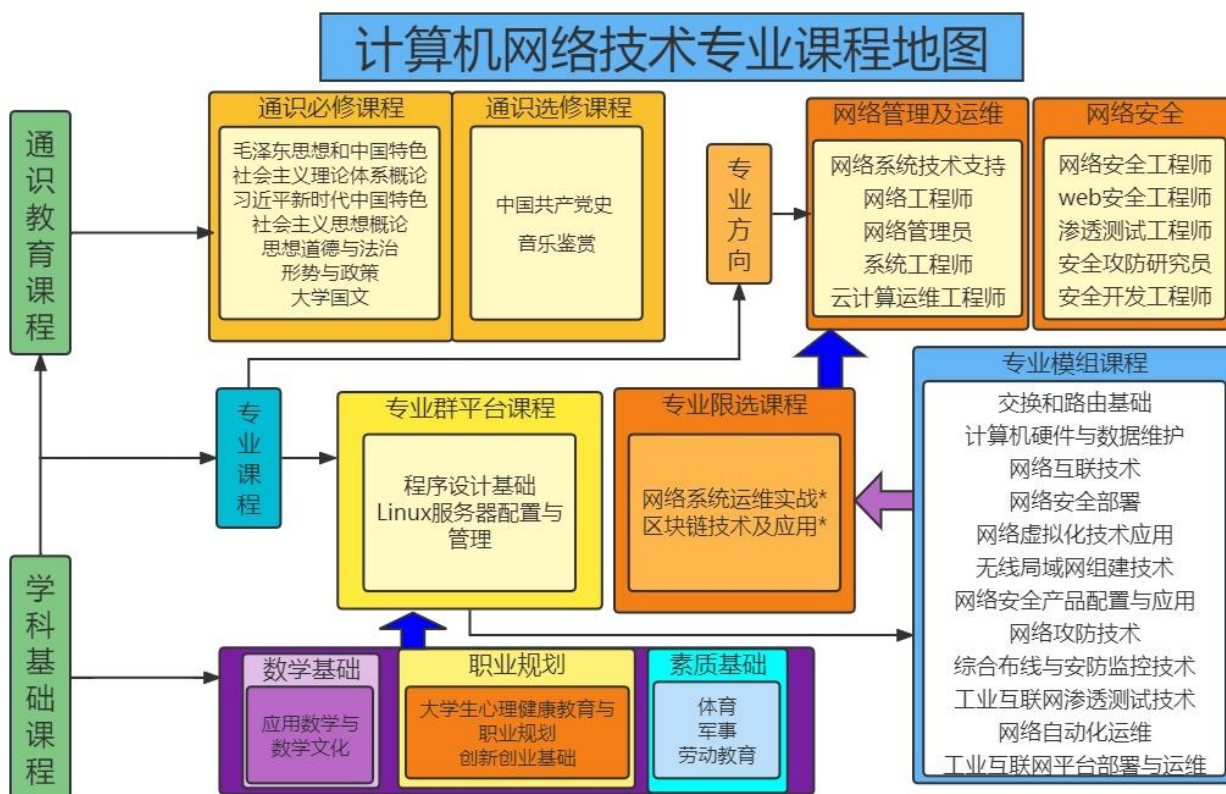 计算机网络技术专业课程地图
通识教育课程
通识必修课程
毛泽东思想和中国特色
社会主义理论体系概论
习近平新时代中国特色
社会主义思想概论
思想道德与法治
形势与政策
大学国文
通识选修课程
中国共产党史
音乐鉴赏
专业方向
网络管理及运维
网络系统技术支持
网络工程师
网络管理员
系统工程师
云计算运维工程师
网络安全
网络安全工程师
web安全工程师
渗透测试工程师
安全攻防研究员
安全开发工程师
专业课程
专业群平台课程
程序设计基础
Linux服务器配置与
管理
专业限选课程
网络系统运维实战*
区块链技术及应用*
专业模组课程
交换和路由基础
计算机硬件与数据维护
网络互联技术
网络安全部署
网络虚拟化技术应用
无线局域网组建技术
网络安全产品配置与应用
网络攻防技术
综合布线与安防监控技术
工业互联网渗透测试技术
网络自动化运维
工业互联网平台部署与运维
学科基础课程
数学基础
应用数学与
数学文化
职业规划
大学生心理健康教育与
职业规划
创新创业基础
素质基础
体育
军事
劳动教育